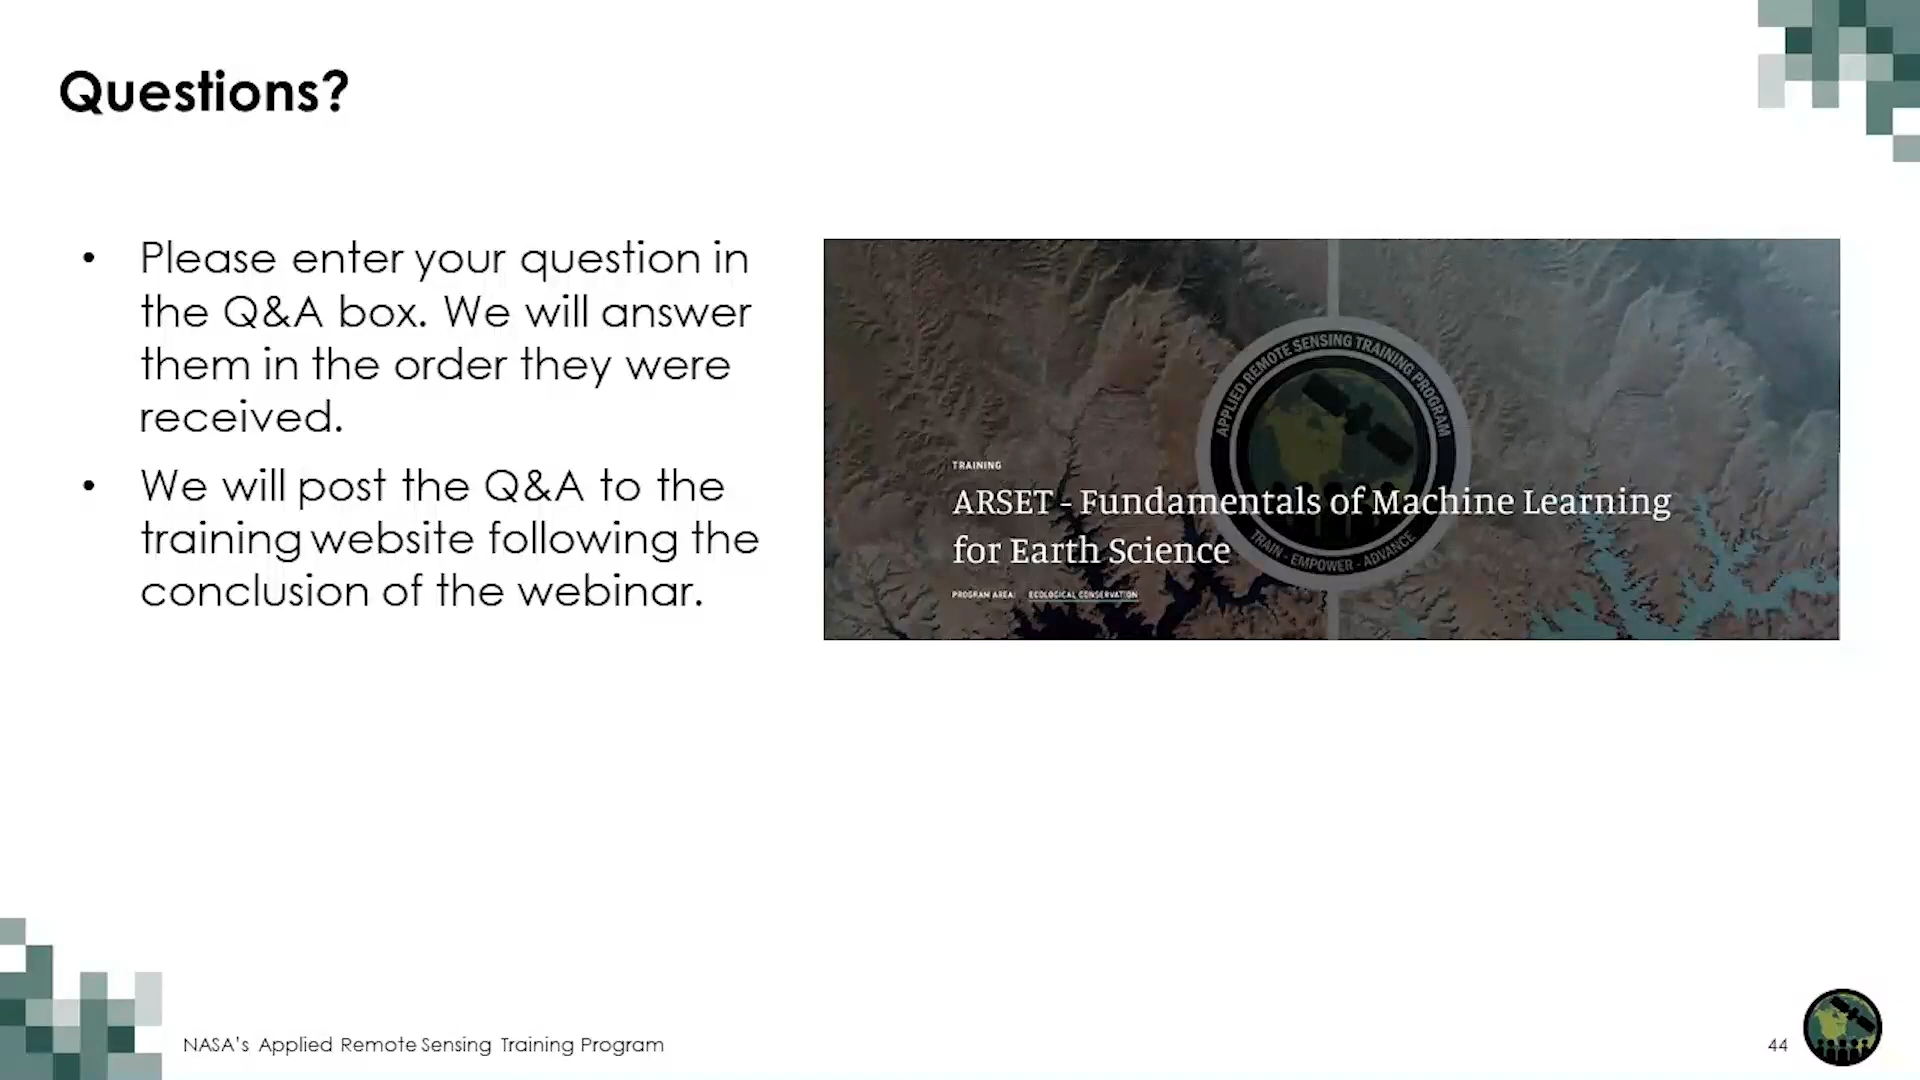 Questions?
• Please enter your question in
the Q&A box. We will answer
them in the order they were
received.
• We will post the Q&A to the
training website following the
conclusion of the webinar.
APPLIED REMOTE SENSING TRAINING PROGRAM
TRAINING
ARSET - Fundamentals of Machine Learning
for Earth Science
TRAIN - EMPOWER - ADVANCE
PROGRAM AREA: ECOLOGICAL CONSERVATION
NASA's Applied Remote Sensing Training Program
44